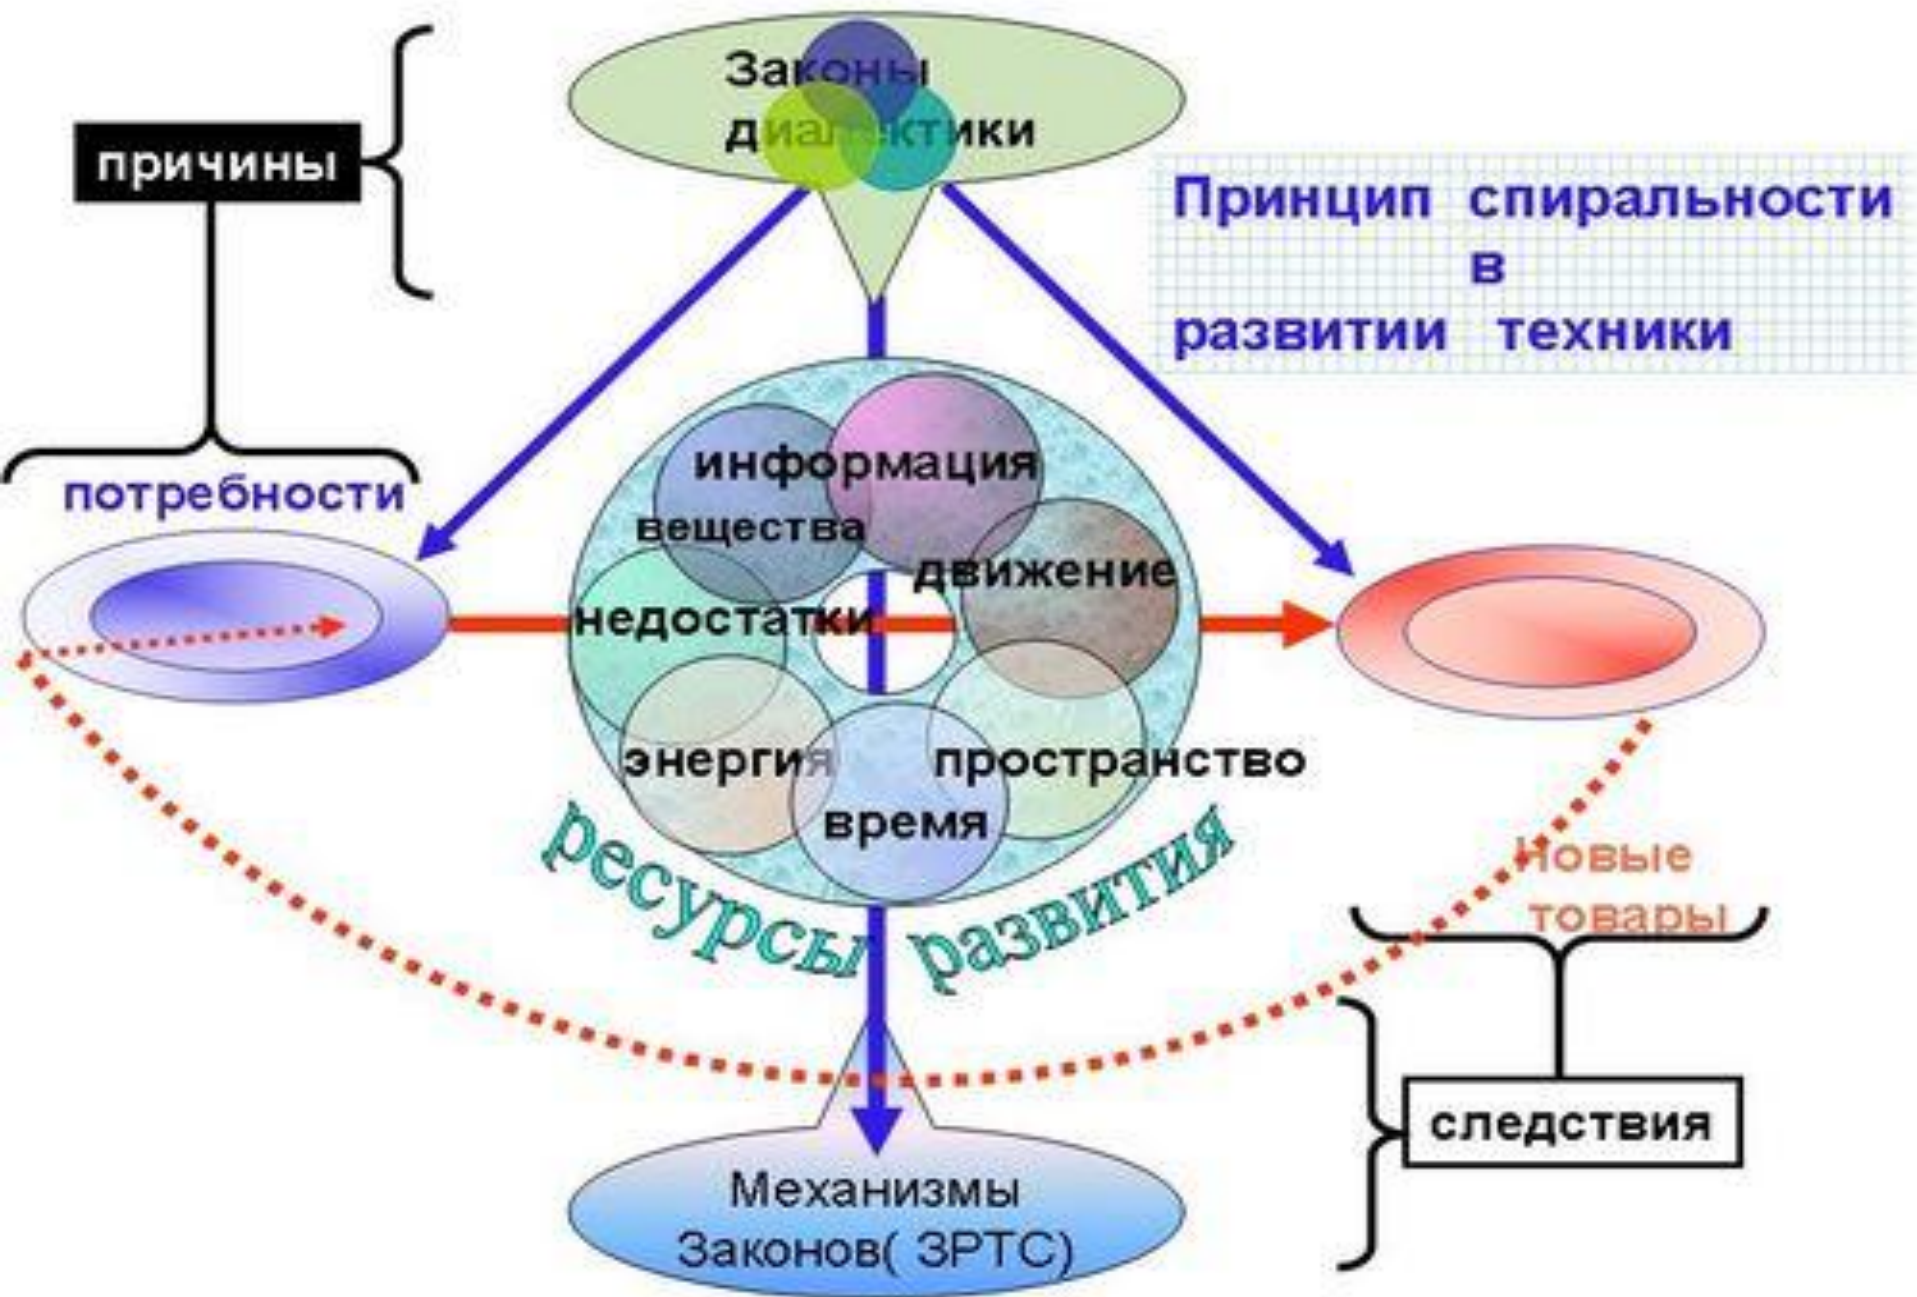 Законы
диалектики
причины
Принцип спиральности
в
развитии техники
потребности
информация
вещества
движение
недостатки
энергия
пространство
время
ресурсы развития
Новые
товары
следствия
Механизмы
Законов( ЗРТС)